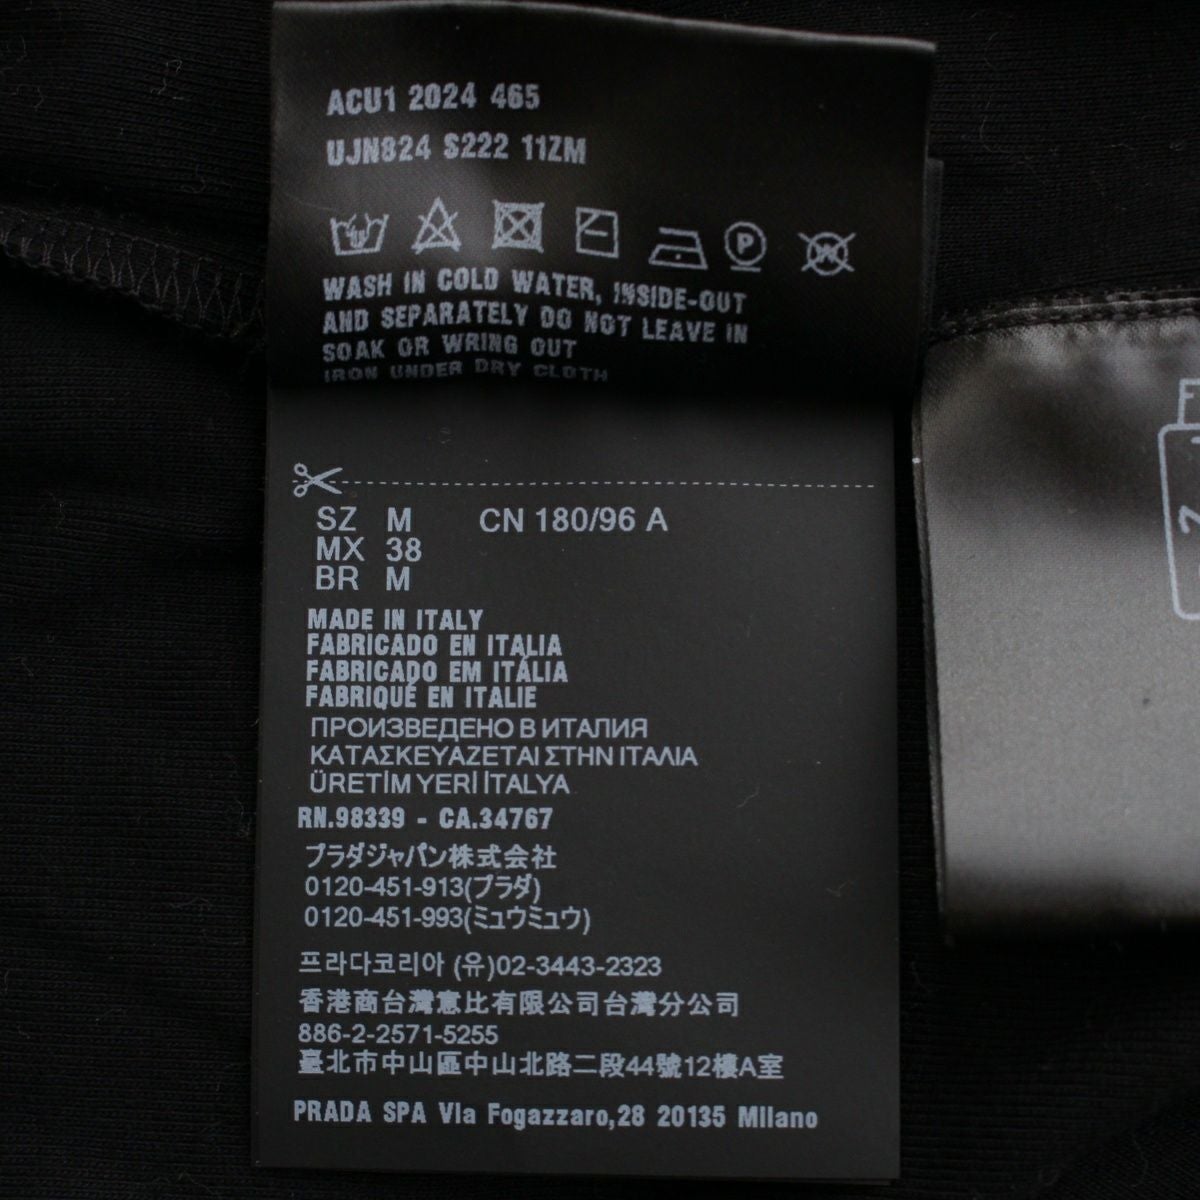 ACU1 2024 465
UJN824 S222 11ZM
P
W
WASH IN COLD WATER, INSIDE-OUT
AND SEPARATELY DO NOT LEAVE IN
SOAK OR WRING OUT
IRON UNDER DRY CLOTH
SZ M CN 180/96 A
MX 38
BR M
MADE IN ITALY
FABRICADO EN ITALIA
FABRICADO EM ITÁLIA
FABRIQUÉ EN ITALIE
ПРОИЗВЕДЕНО В ИТАЛИЯ
ΚΑΤΑΣΚΕΥΑΖΕΤΑΙ ΣΤΗΝ ΙΤΑΛΙΑ
ÜRETİM YERİ İTALYA
RN.98339 - CA.34767
プラダジャパン株式会社
0120-451-913(プラダ)
0120-451-993(ミュウミュウ)
프라다코리아 (유)02-3443-2323
香港商台灣意比有限公司台灣分公司
886-2-2571-5255
臺北市中山區中山北路二段44號12樓A室
PRADA SPA VIa Fogazzaro,28 20135 MIlano
F